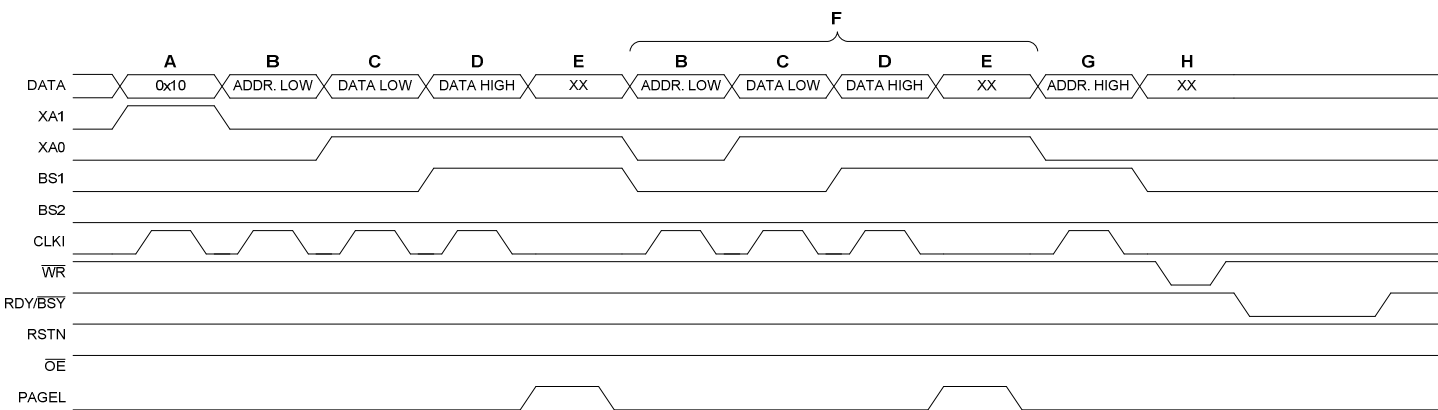 F
A B C D E B C D E G H
DATA 0x10 ADDR. LOW DATA LOW DATA HIGH XX ADDR. LOW DATA LOW DATA HIGH XX ADDR. HIGH XX
XA1
XA0
BS1
BS2
CLKI
WR
RDY/BSY
RSTN
OE
PAGEL